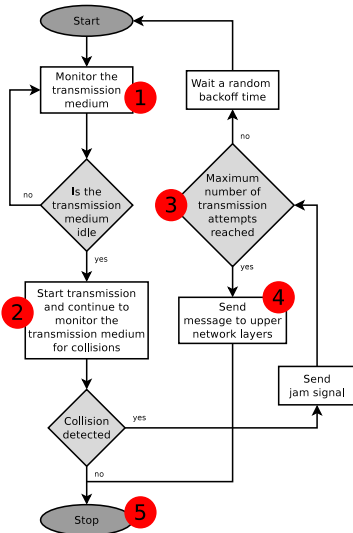 Start
Monitor the
transmission
medium
1
no
Is the
transmission
medium
idle
yes
2
Start transmission
and continue to
monitor the
transmission medium
for collisions
Collision
detected
yes
no
Stop
5
Wait a random
backoff time
no
3
Maximum
number of
transmission
attempts
reached
yes
4
Send
message to upper
network layers
Send
jam signal